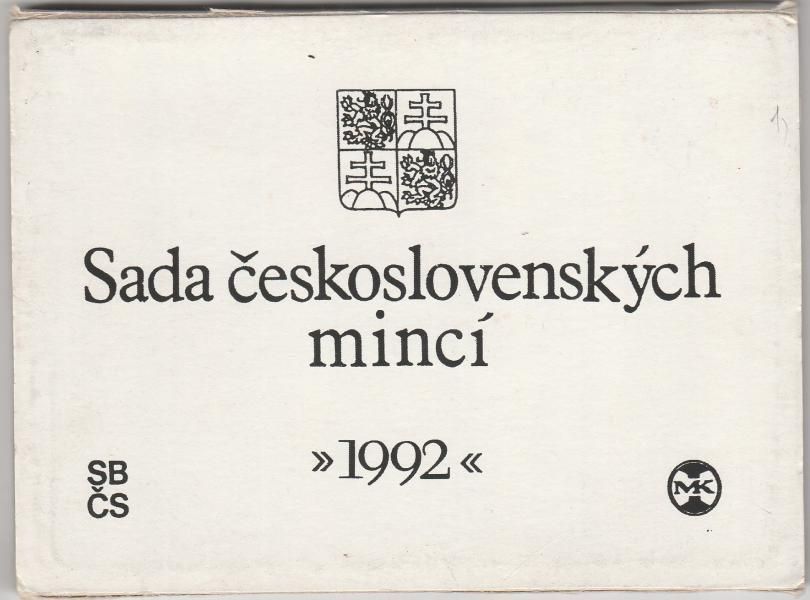 Sada československých
mincí
»1992«
SB
ČS
MK